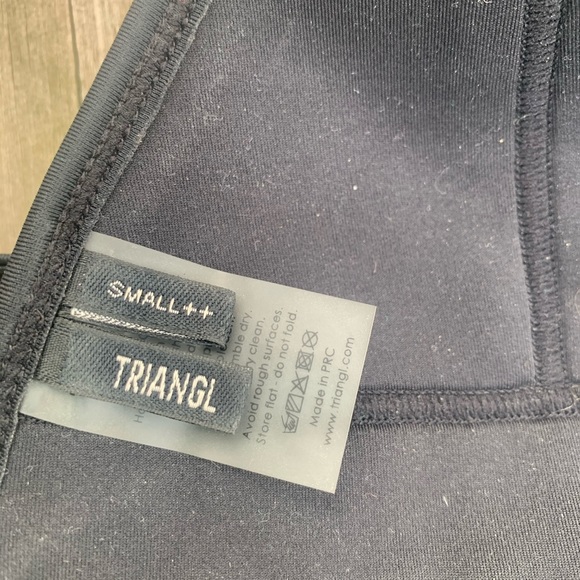 SMALL++
TRIANGL
Avoid rough surfaces.
Store flat - do not fold.
Made in PRC
www.triangl.com